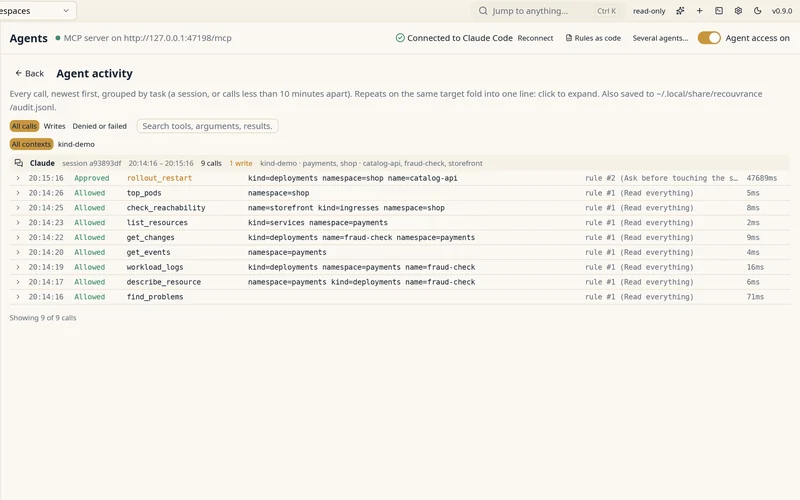 espaces
Jump to anything... Ctrl K read-only v0.9.0
Agents MCP server on http://127.0.0.1:47198/mcp Connected to Claude Code Reconnect Rules as code Several agents... Agent access on
Back Agent activity
Every call, newest first, grouped by task (a session, or calls less than 10 minutes apart). Repeats on the same target fold into one line: click to expand. Also saved to ~/.local/share/recouvrance
/audit.jsonl.
All calls Writes Denied or failed Search tools, arguments, results.
All contexts kind-demo
Claude session a93893df 20:14:16 – 20:15:16 9 calls 1 write kind-demo · payments, shop · catalog-api, fraud-check, storefront
20:15:16 Approved rollout_restart kind=deployments namespace=shop name=catalog-api rule #2 (Ask before touching the s… 47689ms
20:14:26 Allowed top_pods namespace=shop rule #1 (Read everything) 5ms
20:14:25 Allowed check_reachability name=storefront kind=ingresses namespace=shop rule #1 (Read everything) 8ms
20:14:23 Allowed list_resources kind=services namespace=payments rule #1 (Read everything) 2ms
20:14:22 Allowed get_changes kind=deployments name=fraud-check namespace=payments rule #1 (Read everything) 9ms
20:14:20 Allowed get_events namespace=payments rule #1 (Read everything) 4ms
20:14:19 Allowed workload_logs kind=deployments namespace=payments name=fraud-check rule #1 (Read everything) 16ms
20:14:17 Allowed describe_resource namespace=payments kind=deployments name=fraud-check rule #1 (Read everything) 6ms
20:14:16 Allowed find_problems rule #1 (Read everything) 71ms
Showing 9 of 9 calls